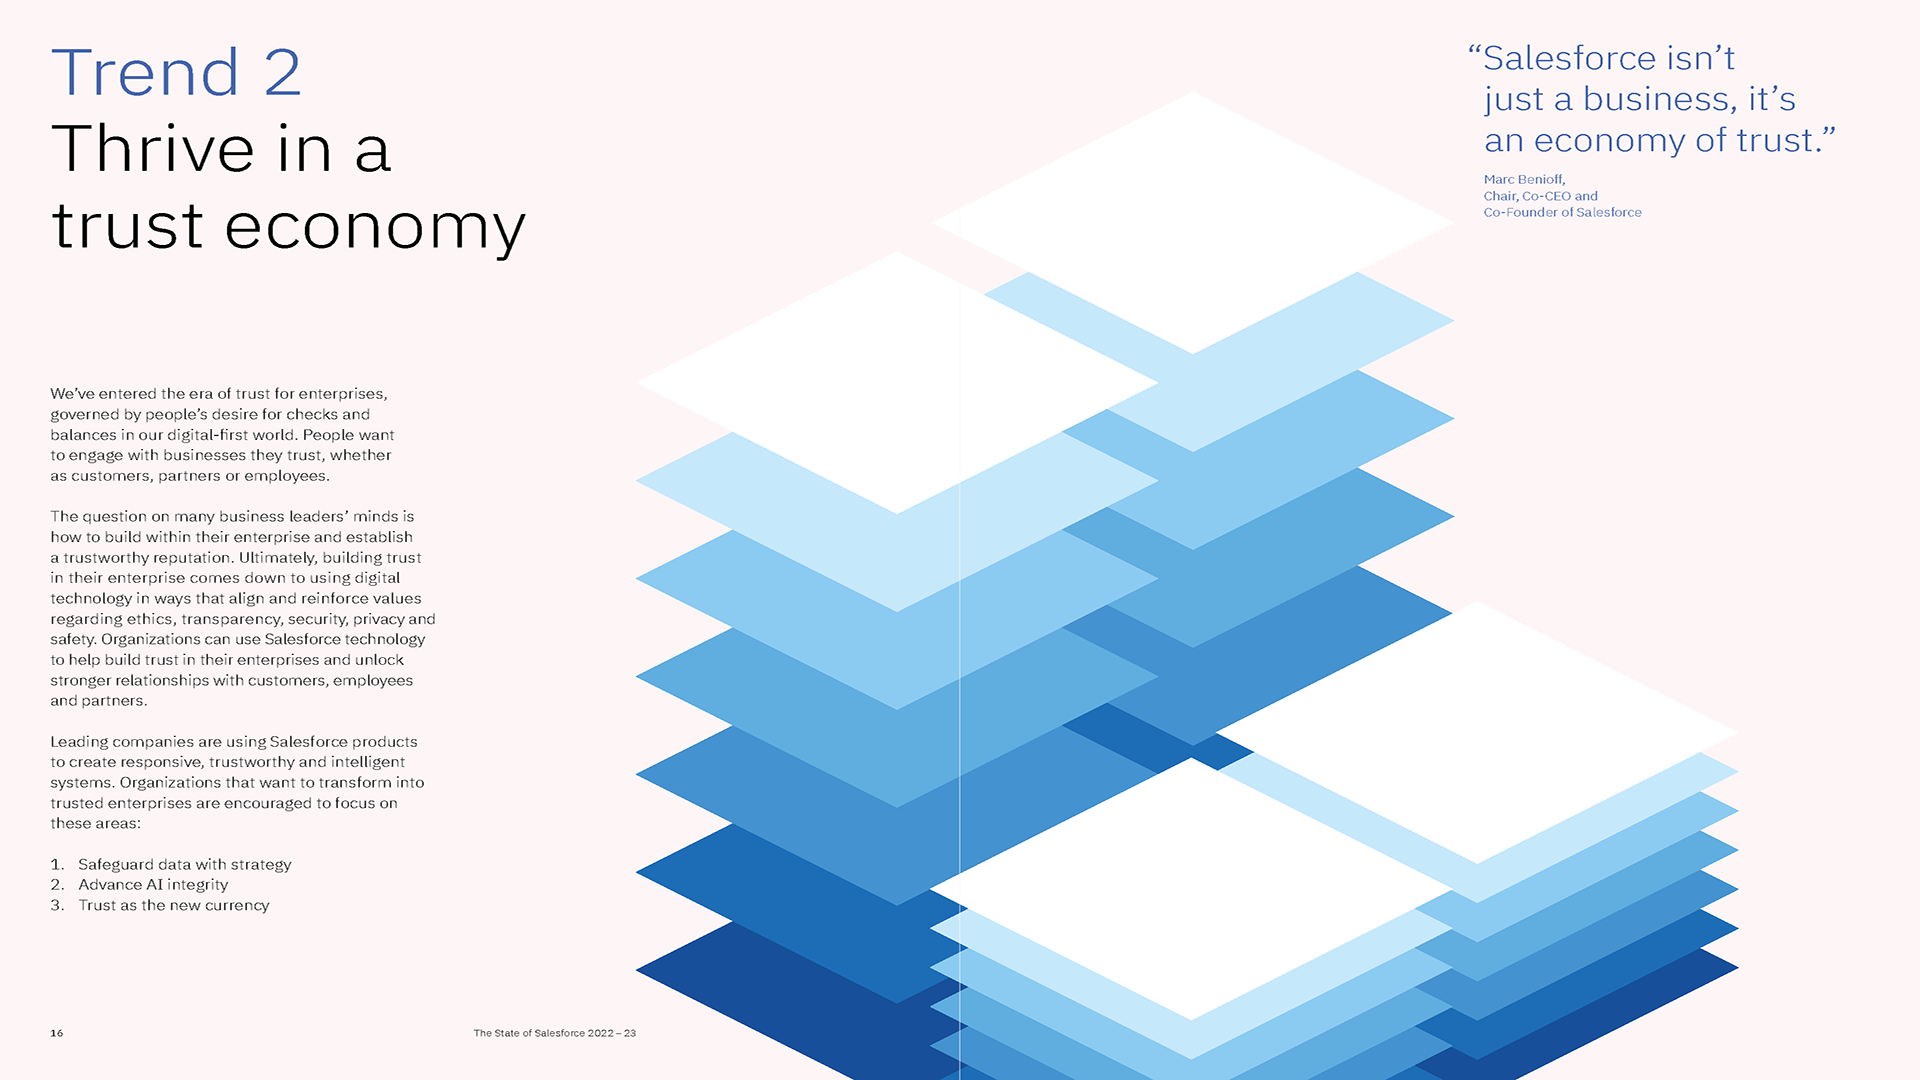 Trend 2
Thrive in a
trust economy
“Salesforce isn’t
just a business, it’s
an economy of trust.”
Marc Benioff,
Chair, Co-CEO and
Co-Founder of Salesforce
We’ve entered the era of trust for enterprises,
governed by people’s desire for checks and
balances in our digital-first world. People want
to engage with businesses they trust, whether
as customers, partners or employees.
The question on many business leaders’ minds is
how to build within their enterprise and establish
a trustworthy reputation. Ultimately, building trust
in their enterprise comes down to using digital
technology in ways that align and reinforce values
regarding ethics, transparency, security, privacy and
safety. Organizations can use Salesforce technology
to help build trust in their enterprises and unlock
stronger relationships with customers, employees
and partners.
Leading companies are using Salesforce products
to create responsive, trustworthy and intelligent
systems. Organizations that want to transform into
trusted enterprises are encouraged to focus on
these areas:
1. Safeguard data with strategy
2. Advance AI integrity
3. Trust as the new currency
16
The State of Salesforce 2022 – 23